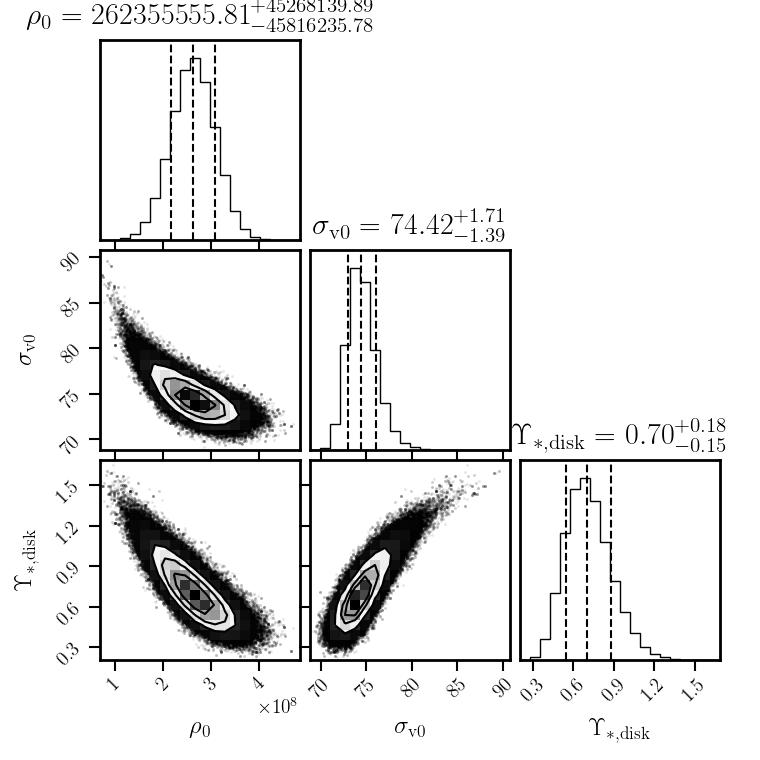 ρ₀ = 262355555.81⁺⁴⁵²⁶⁸¹³⁹·⁸⁹₋₄₅₈₁₆₂₃₅.₇₈
σᵥ₀ = 74.42⁺¹·⁷¹₋₁.₃₉
90
85
80
75
70
σᵥ₀
ϒ*,disk = 0.70⁺⁰·¹⁸₋₀.₁₅
1.5
1.2
0.9
0.6
0.3
ϒ*,disk
1 2 3 4
×10⁸
ρ₀
70 75 80 85 90
σᵥ₀
0.3 0.6 0.9 1.2 1.5
ϒ*,disk